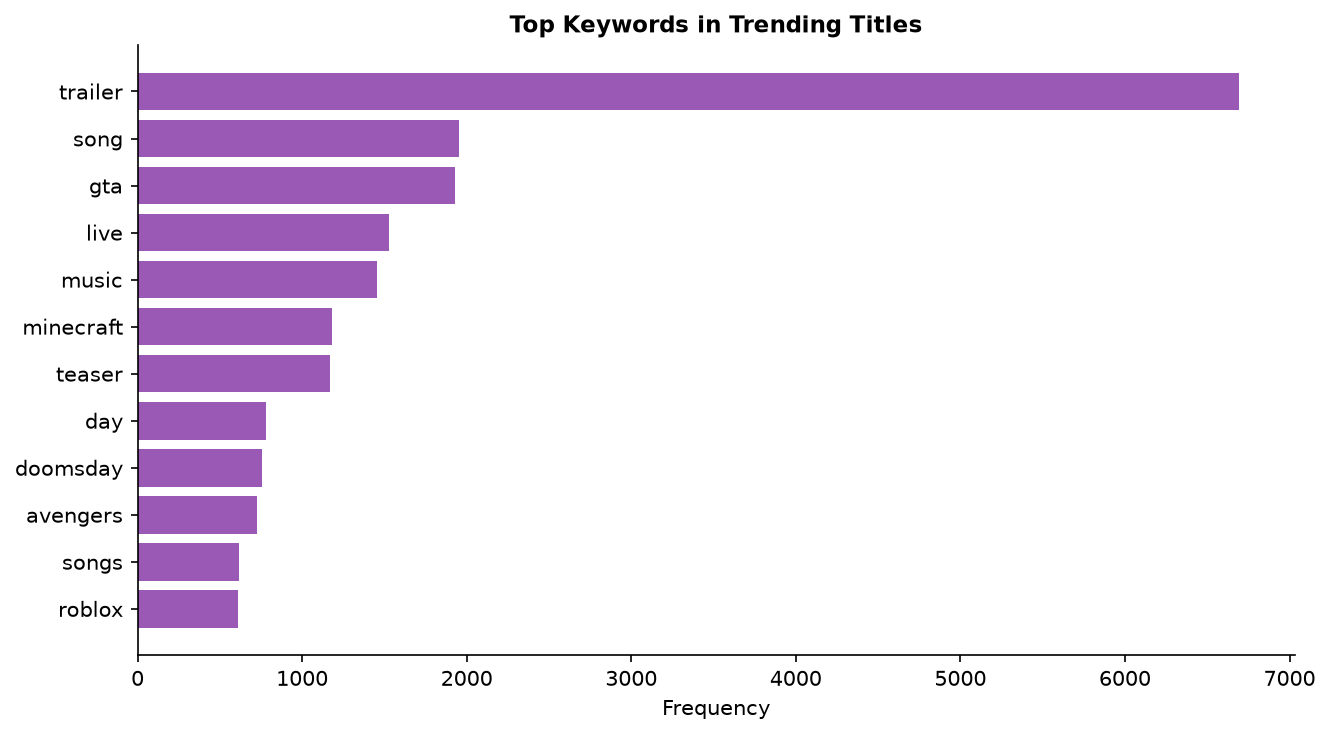 Top Keywords in Trending Titles
trailer
song
gta
live
music
minecraft
teaser
day
doomsday
avengers
songs
roblox
0 1000 2000 3000 4000 5000 6000 7000
Frequency